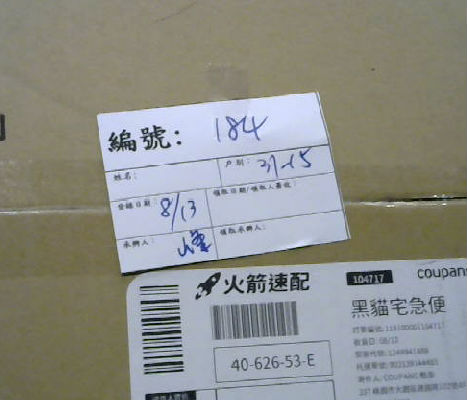 編號: 184
姓名:
戶別: 31-15
登錄日期: 8/13
領取日期/領取人簽收:
承辦人: 峰
領取承辦人:
火箭速配
104717
coupang
黑貓宅急便
40-626-53-E